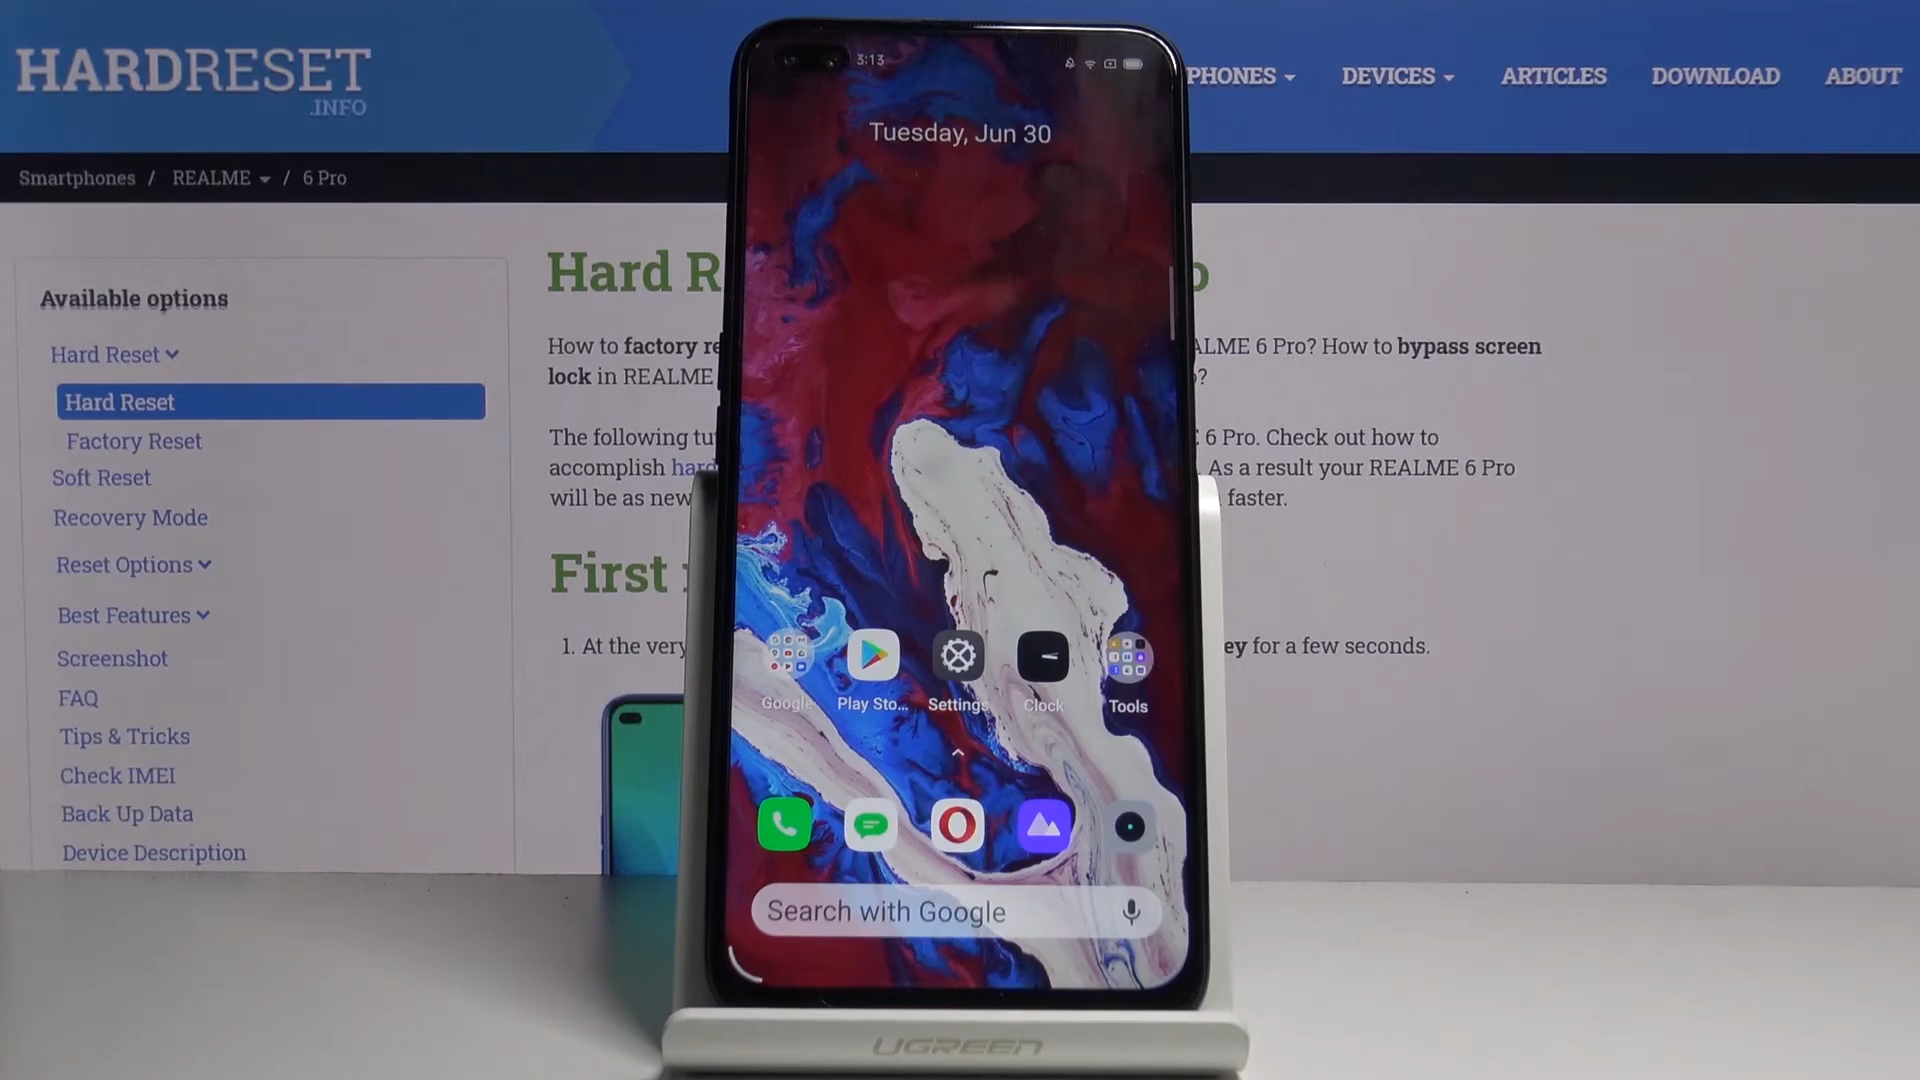 HARDRESET
.INFO
PHONES
DEVICES
ARTICLES
DOWNLOAD
ABOUT
Smartphones / REALME / 6 Pro
Available options
Hard Reset
Hard Reset
Factory Reset
Soft Reset
Recovery Mode
Reset Options
Best Features
Screenshot
FAQ
Tips & Tricks
Check IMEI
Back Up Data
Device Description
Hard R
o
How to factory re
ALME 6 Pro? How to bypass screen
lock in REALME
?
The following tu
6 Pro. Check out how to
accomplish hard
. As a result your REALME 6 Pro
will be as new
faster.
First
1. At the very
ey for a few seconds.
3:13
Tuesday, Jun 30
Google
Play Sto...
Settings
Clock
Tools
Search with Google
UGREEN